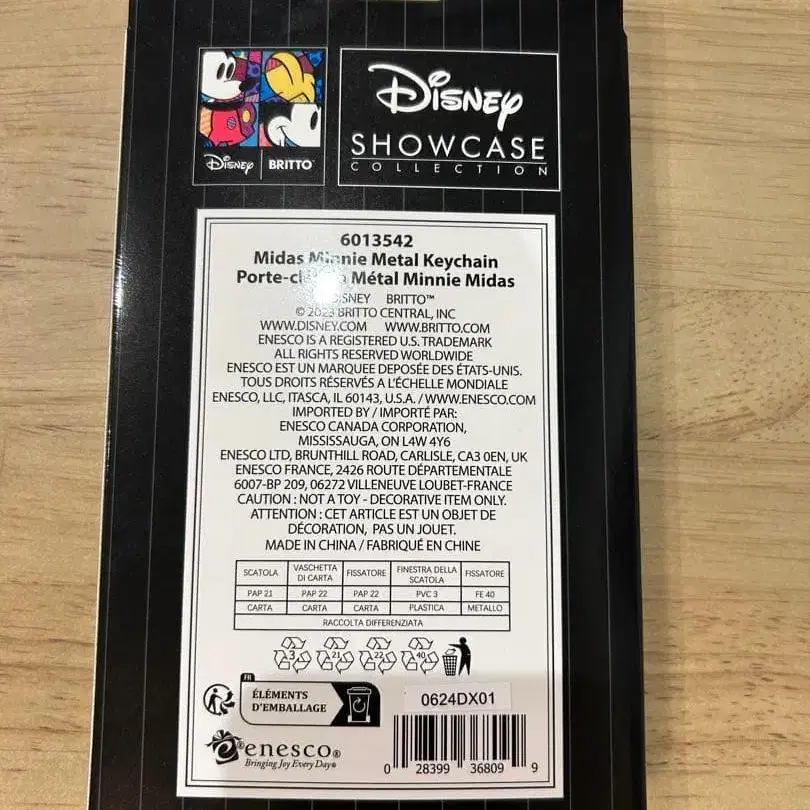 DISNEY BRITTO
DISNEY
SHOWCASE
COLLECTION
6013542
Midas Minnie Metal Keychain
Métal Minnie Midas
DISNEY BRITTO™
© 2023 BRITTO CENTRAL, INC
WWW.DISNEY.COM WWW.BRITTO.COM
ENESCO IS A REGISTERED U.S. TRADEMARK
ALL RIGHTS RESERVED WORLDWIDE
ENESCO EST UN MARQUEE DEPOSÉE DES ÉTATS-UNIS.
TOUS DROITS RÉSERVÉS A L'ÉCHELLE MONDIALE
ENESCO, LLC, ITASCA, IL 60143, U.S.A. / WWW.ENESCO.COM
IMPORTED BY / IMPORTÉ PAR:
ENESCO CANADA CORPORATION,
MISSISSAUGA, ON L4W 4Y6
ENESCO LTD, BRUNTHILL ROAD, CARLISLE, CA3 0EN, UK
ENESCO FRANCE, 2426 ROUTE DÉPARTEMENTALE
6007-BP 209, 06272 VILLENEUVE LOUBET-FRANCE
CAUTION : NOT A TOY - DECORATIVE ITEM ONLY.
ATTENTION : CET ARTICLE EST UN OBJET DE
DÉCORATION, PAS UN JOUET.
MADE IN CHINA / FABRIQUÉ EN CHINE
SCATOLA VASCHETTA DI CARTA FISSATORE FINESTRA DELLA SCATOLA FISSATORE
PAP 21 PAP 22 PAP 22 PVC 3 FE 40
CARTA CARTA CARTA PLASTICA METALLO
RACCOLTA DIFFERENZIATA
3 21 22 40
FR
ÉLÉMENTS
D'EMBALLAGE
0624DX01
enesco®
Bringing Joy Every Day®
0 28399 36809 9